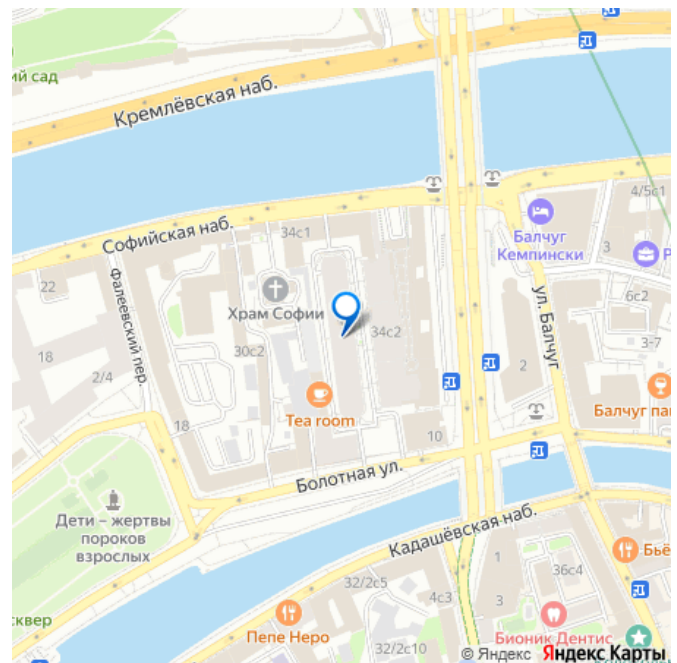 ий сад
Кремлёвская наб.
4/5с1
Балчуг
Кемпински
3
Р
Софийская наб.
34с1
22
Фалеевский пер.
Храм Софии
ул. Балчуг
6с2
3-7
34с2
30с2
18
2/4
2
Tea room
Балчуг па
18
10
Болотная ул.
Дети – жертвы
пороков
взрослых
Кадашёвская наб.
Бьё
1
36с4
32/2с5
4с3
3
сквер
Пепе Неро
Бионик Дентис
32/2с10
© Яндекс Яндекс Карты